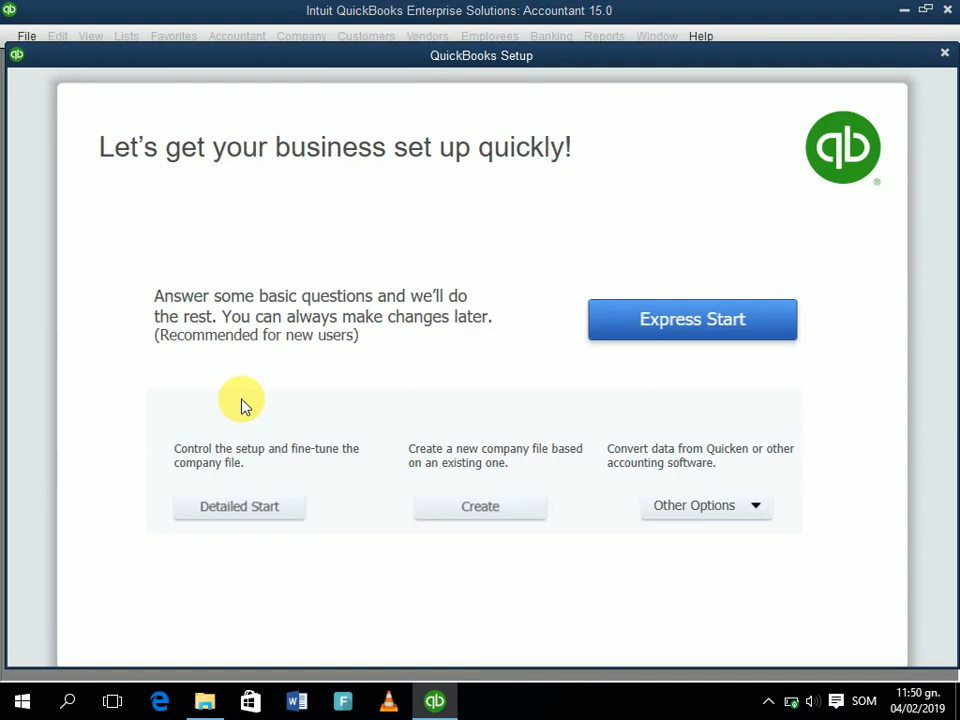 Intuit QuickBooks Enterprise Solutions: Accountant 15.0
File Edit View Lists Favorites Accountant Company Customers Vendors Employees Banking Reports Window Help
QuickBooks Setup
Let's get your business set up quickly!
qb
Answer some basic questions and we'll do
the rest. You can always make changes later.
(Recommended for new users)
Express Start
Control the setup and fine-tune the
company file.
Detailed Start
Create a new company file based
on an existing one.
Create
Convert data from Quicken or other
accounting software.
Other Options
SOM
11:50 gn.
04/02/2019